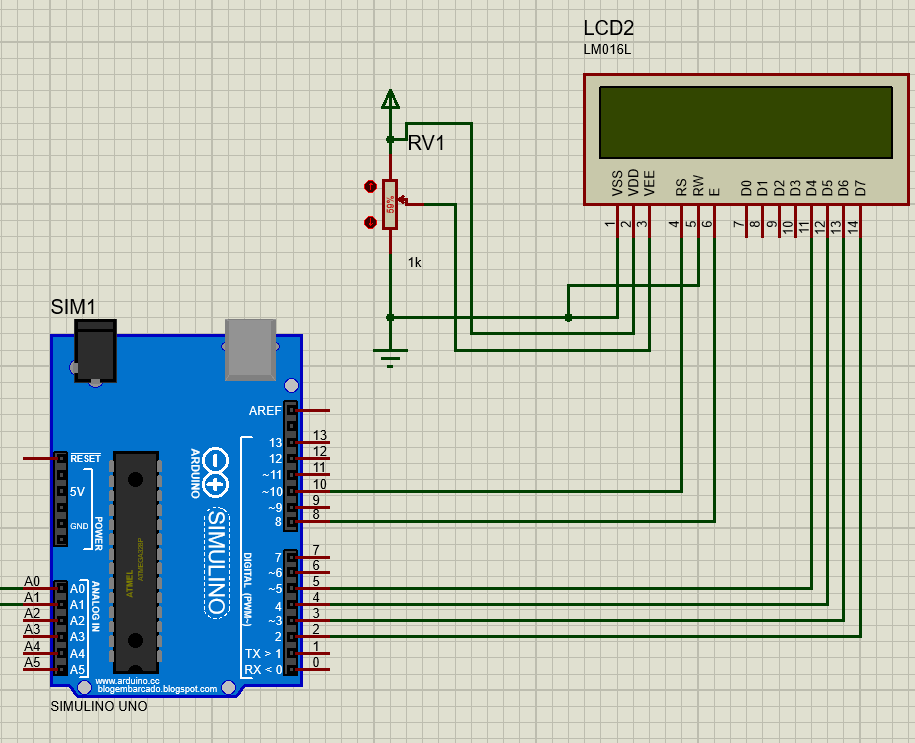 LCD2
LM016L
RV1
59%
1k
VSS VDD VEE RS RW E D0 D1 D2 D3 D4 D5 D6 D7
1 2 3 4 5 6 7 8 9 10 11 12 13 14
SIM1
AREF
13 13
12 12
~11 11
~10 10
~9 9
8 8
7 7
~6 6
~5 5
4 4
~3 3
2 2
TX > 1 1
RX < 0 0
RESET
5V
GND
POWER
A0 A0
A1 A1
A2 A2
A3 A3
A4 A4
A5 A5
ANALOG IN
ATMEL
ATMEGA328P
ARDUINO
SIMULINO
DIGITAL (PWM~)
www.arduino.cc
blogembarcado.blogspot.com
SIMULINO UNO